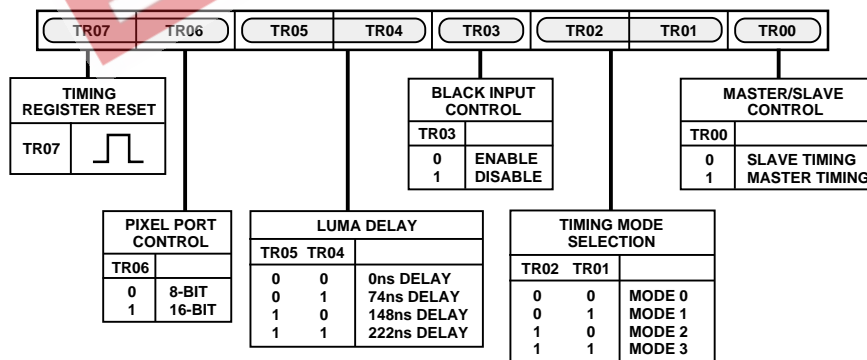 TR07 TR06 TR05 TR04 TR03 TR02 TR01 TR00
TIMING
REGISTER RESET
TR07
BLACK INPUT
CONTROL
TR03
0 ENABLE
1 DISABLE
MASTER/SLAVE
CONTROL
TR00
0 SLAVE TIMING
1 MASTER TIMING
PIXEL PORT
CONTROL
TR06
0 8-BIT
1 16-BIT
LUMA DELAY
TR05 TR04
0 0 0ns DELAY
0 1 74ns DELAY
1 0 148ns DELAY
1 1 222ns DELAY
TIMING MODE
SELECTION
TR02 TR01
0 0 MODE 0
0 1 MODE 1
1 0 MODE 2
1 1 MODE 3